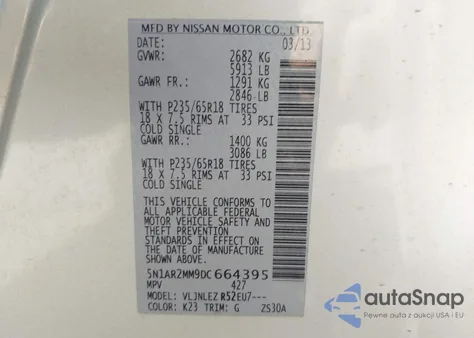 MFD BY NISSAN MOTOR CO., LTD.
DATE: 03/13
GVWR: 2682 KG
5913 LB
GAWR FR.: 1291 KG
2846 LB
WITH P235/65R18 TIRES
18 X 7.5 RIMS AT 33 PSI
COLD SINGLE
GAWR RR.: 1400 KG
3086 LB
WITH P235/65R18 TIRES
18 X 7.5 RIMS AT 33 PSI
COLD SINGLE
THIS VEHICLE CONFORMS TO
ALL APPLICABLE FEDERAL
MOTOR VEHICLE SAFETY AND
THEFT PREVENTION
STANDARDS IN EFFECT ON
THE DATE OF MANUFACTURE
SHOWN ABOVE.
5N1AR2MM9DC664395
MPV 427
MODEL: VLJNLEZ R52EU7---
COLOR: K23 TRIM: G ZS30A
autoSnap
Pewne auta z aukcji w USA i EU